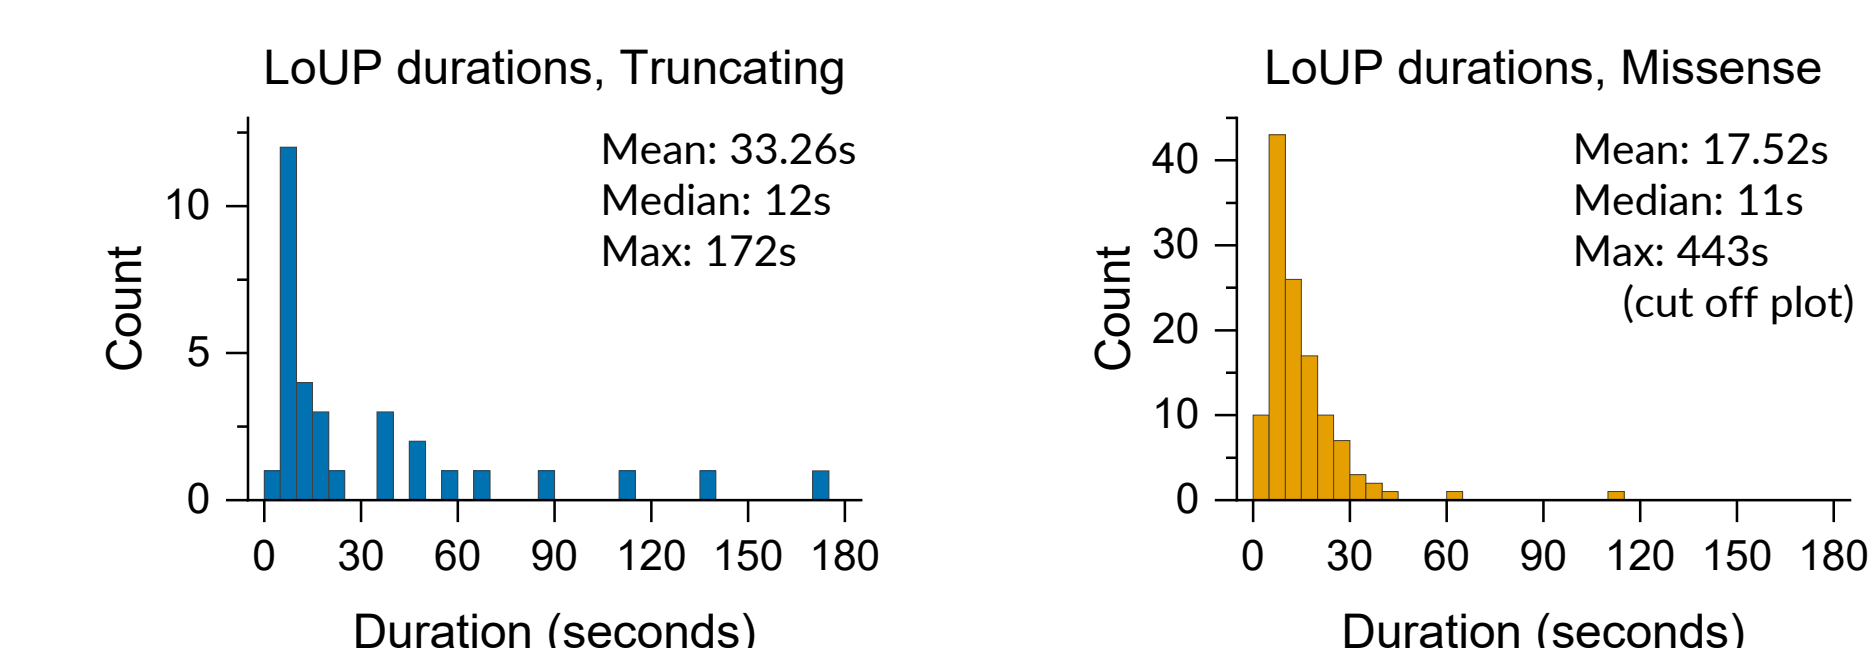 LoUP durations, Truncating
Mean: 33.26s
Median: 12s
Max: 172s
Count
10
5
0
0 30 60 90 120 150 180
Duration (seconds)
LoUP durations, Missense
Mean: 17.52s
Median: 11s
Max: 443s
(cut off plot)
Count
40
30
20
10
0
0 30 60 90 120 150 180
Duration (seconds)